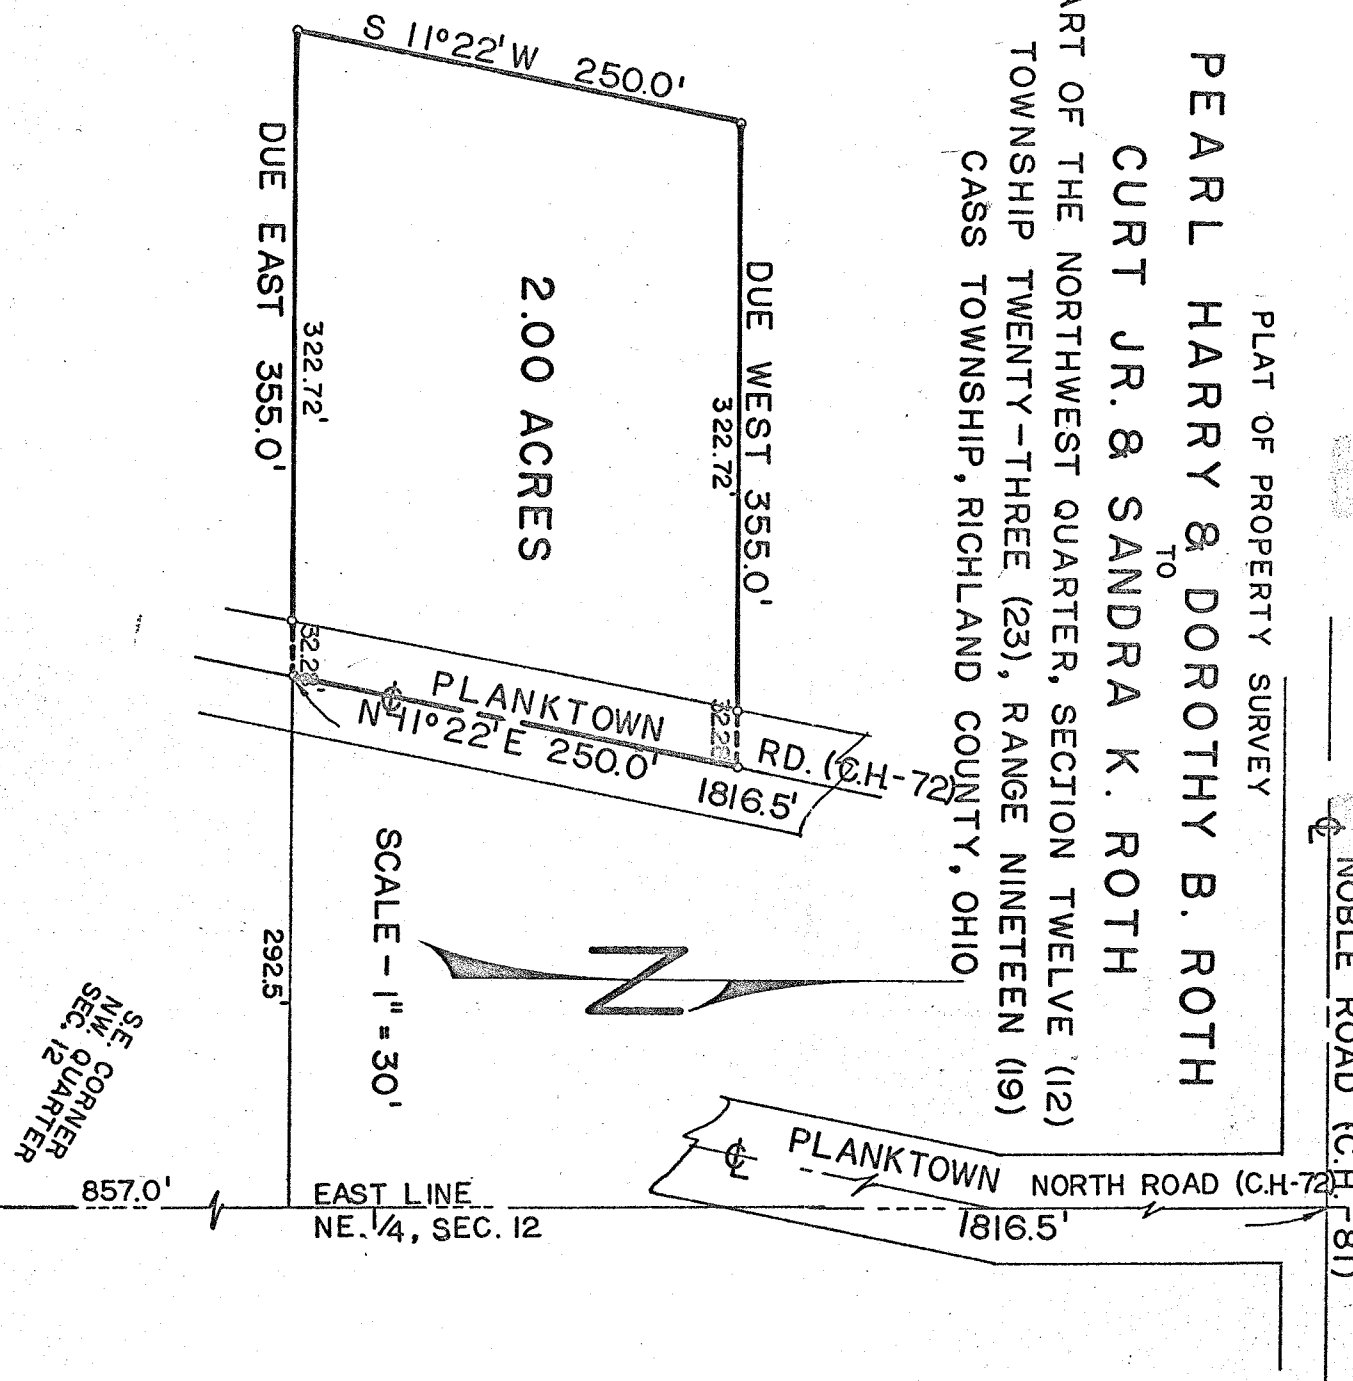 PLAT OF PROPERTY SURVEY
PEARL HARRY & DOROTHY B. ROTH
TO
CURT JR. & SANDRA K. ROTH
ART OF THE NORTHWEST QUARTER, SECTION TWELVE (12)
TOWNSHIP TWENTY-THREE (23), RANGE NINETEEN (19)
CASS TOWNSHIP, RICHLAND COUNTY, OHIO
S 11°22'W 250.0'
DUE WEST 355.0'
322.72'
32.28'
2.00 ACRES
322.72'
32.28'
DUE EAST 355.0'
℄ PLANKTOWN RD. (C.H.-72)
N 11°22'E 250.0'
1816.5'
SCALE - 1" = 30'
N
292.5'
S.E. CORNER
NW. QUARTER
SEC. 12
857.0'
EAST LINE
NE. 1/4, SEC. 12
℄ PLANKTOWN NORTH ROAD (C.H.-72)
1816.5'
℄ NOBLE ROAD (C.H.-81)